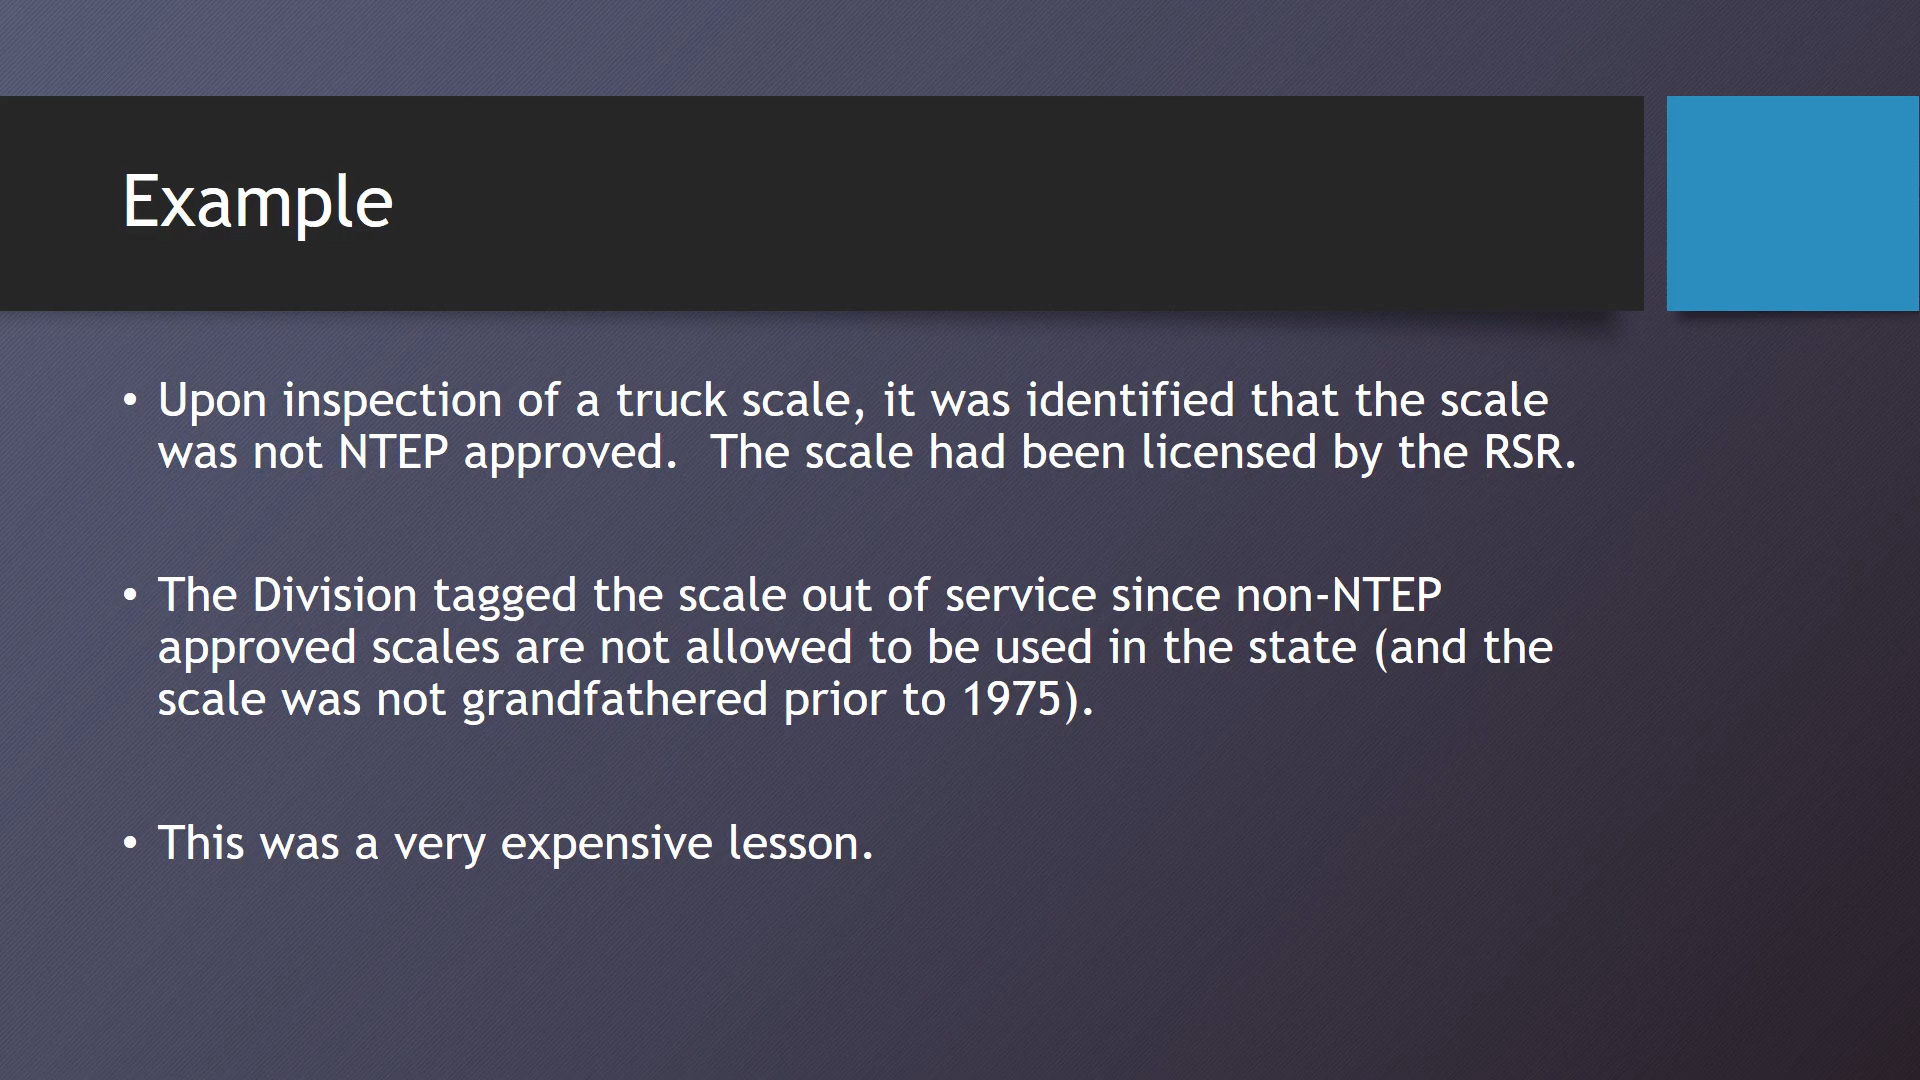 Example
• Upon inspection of a truck scale, it was identified that the scale
was not NTEP approved.  The scale had been licensed by the RSR.
• The Division tagged the scale out of service since non-NTEP
approved scales are not allowed to be used in the state (and the
scale was not grandfathered prior to 1975).
• This was a very expensive lesson.